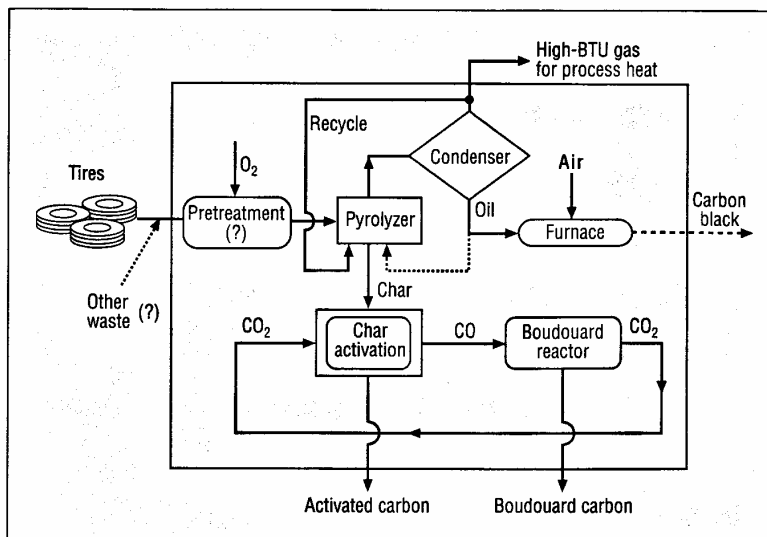 High-BTU gas
for process heat
Recycle
Condenser
Tires
O₂
Air
Oil
Carbon
black
Pretreatment
(?)
Pyrolyzer
Furnace
Other
waste (?)
Char
CO₂
Char
activation
CO
Boudouard
reactor
CO₂
Activated carbon
Boudouard carbon